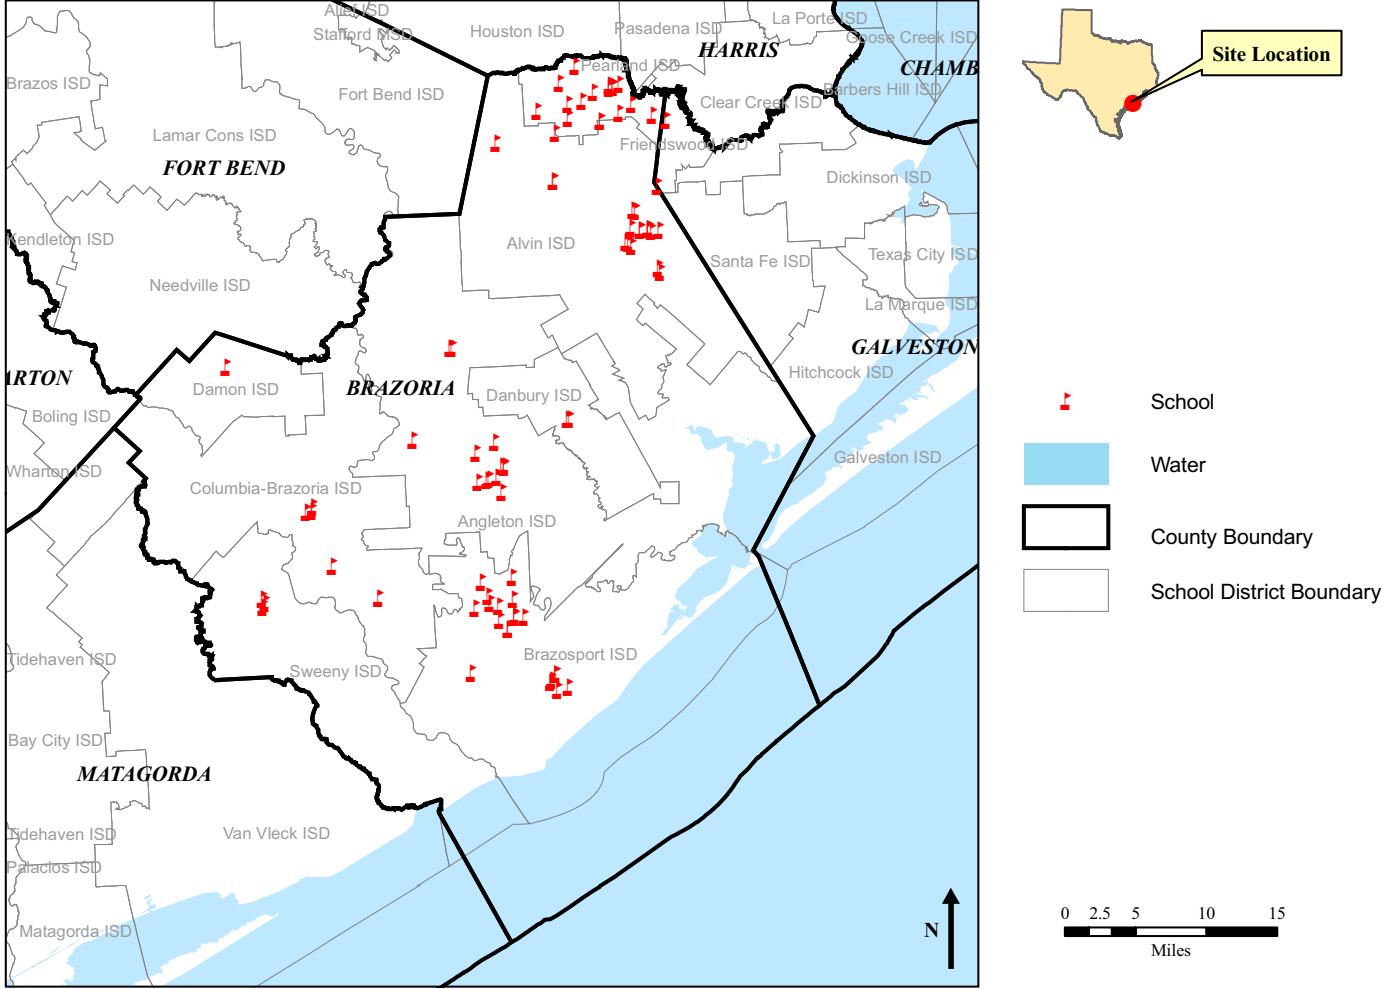 Alief ISD
Stafford MSD
Houston ISD
Pasadena ISD
La Porte ISD
Goose Creek ISD
HARRIS
CHAMB
Pearland ISD
Brazos ISD
Fort Bend ISD
Clear Creek ISD
Barbers Hill ISD
Lamar Cons ISD
Friendswood ISD
FORT BEND
Dickinson ISD
Kendleton ISD
Alvin ISD
Santa Fe ISD
Texas City ISD
Needville ISD
La Marque ISD
GALVESTON
Hitchcock ISD
ARTON
Damon ISD
BRAZORIA
Danbury ISD
Boling ISD
Galveston ISD
Wharton ISD
Columbia-Brazoria ISD
Angleton ISD
Brazosport ISD
Tidehaven ISD
Sweeny ISD
Bay City ISD
MATAGORDA
Tidehaven ISD
Van Vleck ISD
Palacios ISD
Matagorda ISD
N
Site Location
School
Water
County Boundary
School District Boundary
0 2.5 5 10 15
Miles